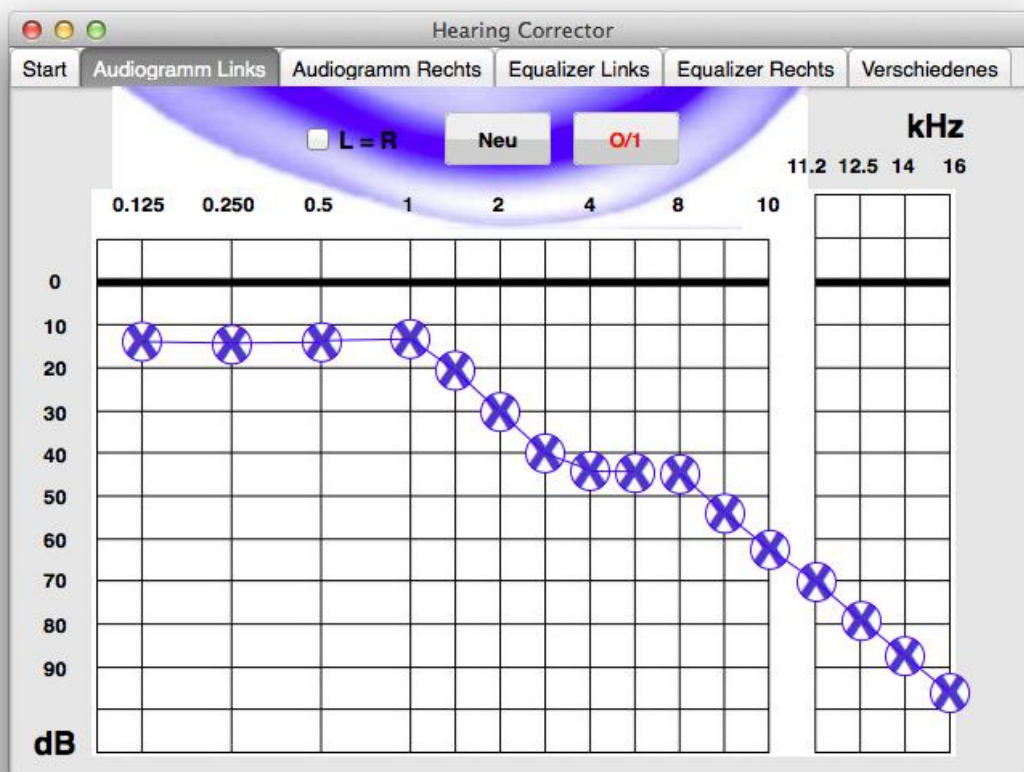 Hearing Corrector
Start Audiogramm Links Audiogramm Rechts Equalizer Links Equalizer Rechts Verschiedenes
L = R Neu O/1 kHz
11.2 12.5 14 16
0.125 0.250 0.5 1 2 4 8 10
0
10
20
30
40
50
60
70
80
90
dB